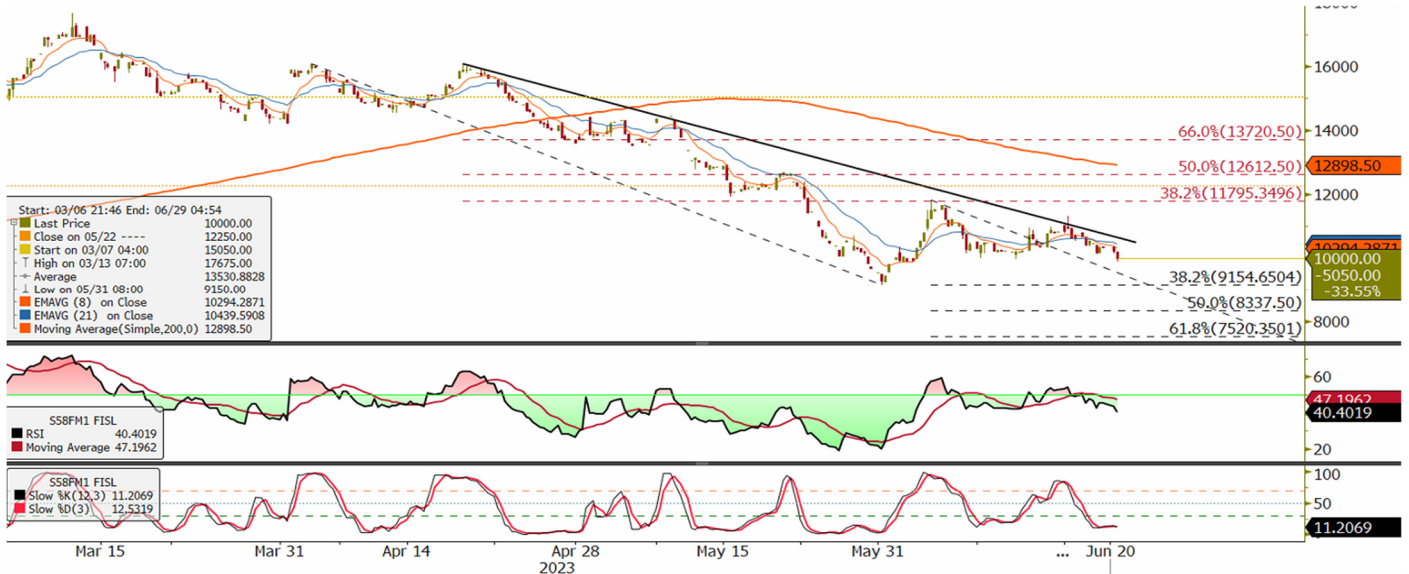 16000
14000
12000
8000
66.0%(13720.50)
50.0%(12612.50)
38.2%(11795.3496)
12898.50
10294.2871
10000.00
-5050.00
-33.55%
38.2%(9154.6504)
50.0%(8337.50)
61.8%(7520.3501)
Start: 03/06 21:46 End: 06/29 04:54
Last Price 10000.00
Close on 05/22 ---- 12250.00
Start on 03/07 04:00 15050.00
High on 03/13 07:00 17675.00
Average 13530.8828
Low on 05/31 08:00 9150.00
EMAVG (8) on Close 10294.2871
EMAVG (21) on Close 10439.5908
Moving Average(Simple,200,0) 12898.50
60
47.1962
40.4019
20
S58FM1 FISL
RSI 40.4019
Moving Average 47.1962
S58FM1 FISL
Slow %K(12,3) 11.2069
Slow %D(3) 12.5319
100
50
11.2069
Mar 15 Mar 31 Apr 14 Apr 28 May 15 May 31 ... Jun 20
2023